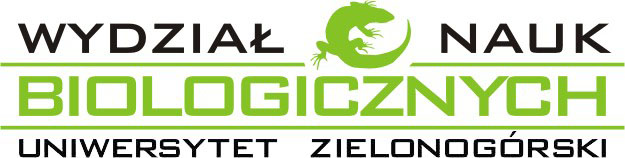 WYDZIAŁ NAUK
BIOLOGICZNYCH
UNIWERSYTET ZIELONOGÓRSKI